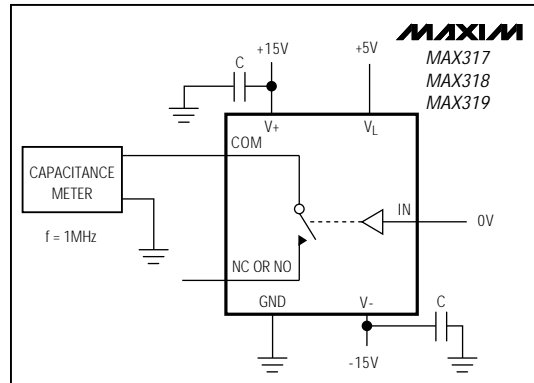 MAXIM
MAX317
MAX318
MAX319
+15V
+5V
C
V+
VL
COM
CAPACITANCE
METER
f = 1MHz
IN
0V
NC OR NO
GND
V-
C
-15V